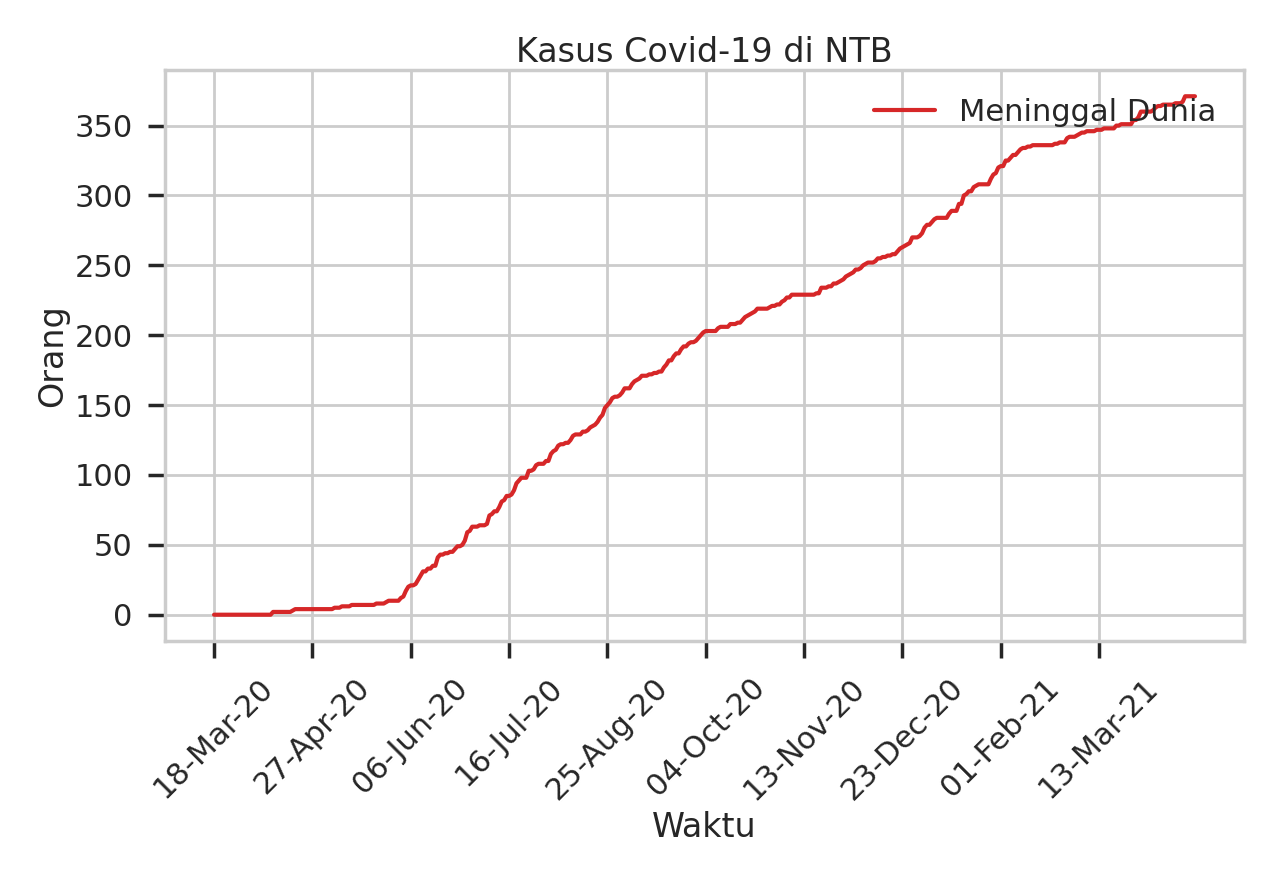 Kasus Covid-19 di NTB
Meninggal Dunia
350
300
250
200
150
100
50
0
Orang
18-Mar-20
27-Apr-20
06-Jun-20
16-Jul-20
25-Aug-20
04-Oct-20
13-Nov-20
23-Dec-20
01-Feb-21
13-Mar-21
Waktu